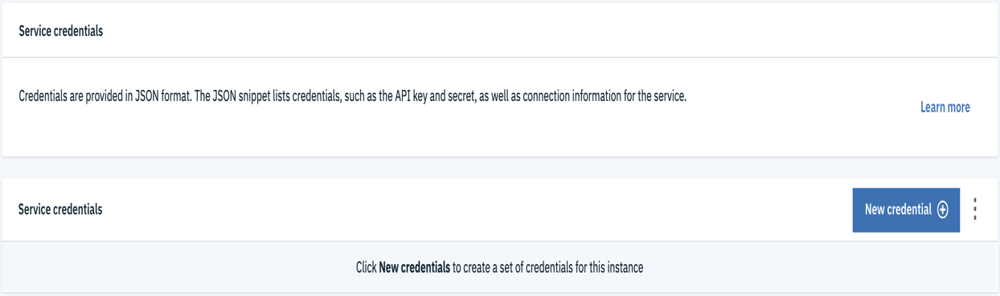 Service credentials
Credentials are provided in JSON format. The JSON snippet lists credentials, such as the API key and secret, as well as connection information for the service.
Learn more
Service credentials
New credential
Click New credentials to create a set of credentials for this instance